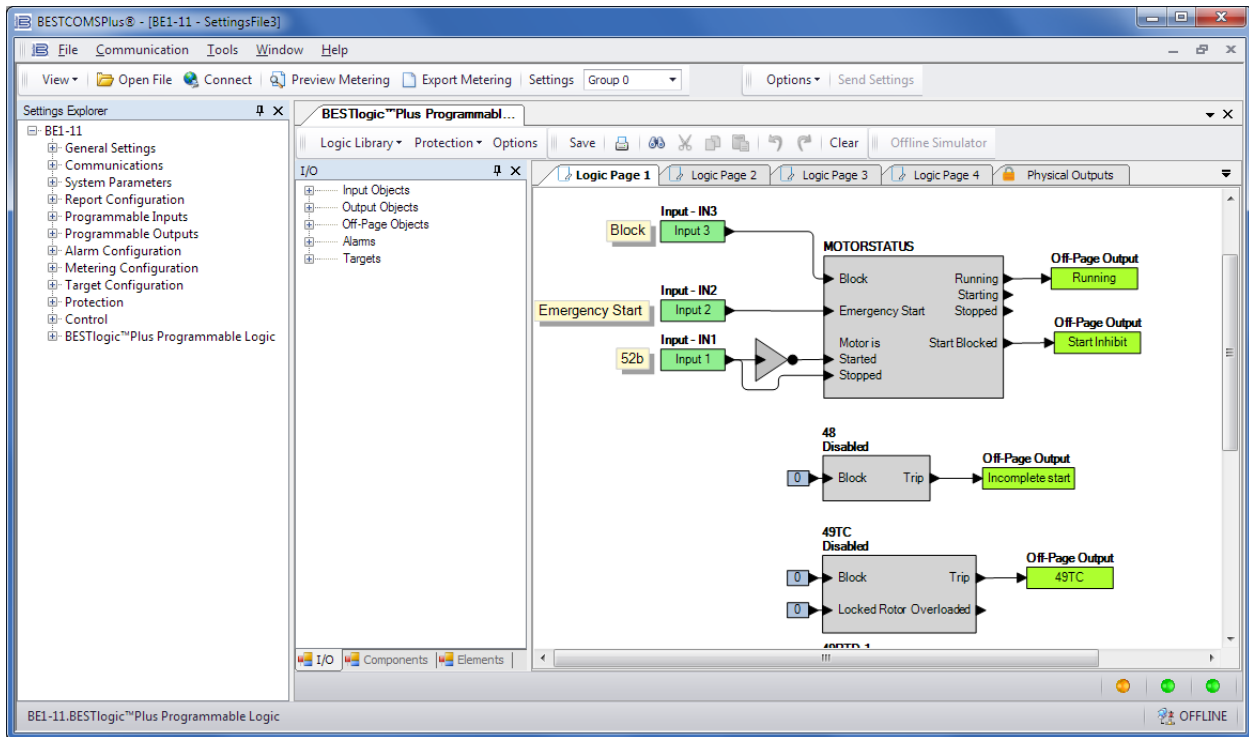 BESTCOMSPlus® - [BE1-11 - SettingsFile3]
File Communication Tools Window Help
View Open File Connect Preview Metering Export Metering Settings Group 0 Options Send Settings
Settings Explorer
BE1-11
General Settings
Communications
System Parameters
Report Configuration
Programmable Inputs
Programmable Outputs
Alarm Configuration
Metering Configuration
Target Configuration
Protection
Control
BESTlogic™Plus Programmable Logic
BESTlogic™Plus Programmabl...
Logic Library Protection Options Save Clear Offline Simulator
I/O
Input Objects
Output Objects
Off-Page Objects
Alarms
Targets
I/O Components Elements
Logic Page 1 Logic Page 2 Logic Page 3 Logic Page 4 Physical Outputs
Input - IN3
Block Input 3
Input - IN2
Emergency Start Input 2
Input - IN1
52b Input 1
MOTORSTATUS
Block Running
Starting
Emergency Start Stopped
Motor is Start Blocked
Started
Stopped
Off-Page Output
Running
Off-Page Output
Start Inhibit
48
Disabled
0 Block Trip
Off-Page Output
Incomplete start
49TC
Disabled
0 Block Trip
0 Locked Rotor Overloaded
Off-Page Output
49TC
49RTD-1
BE1-11.BESTlogic™Plus Programmable Logic
OFFLINE